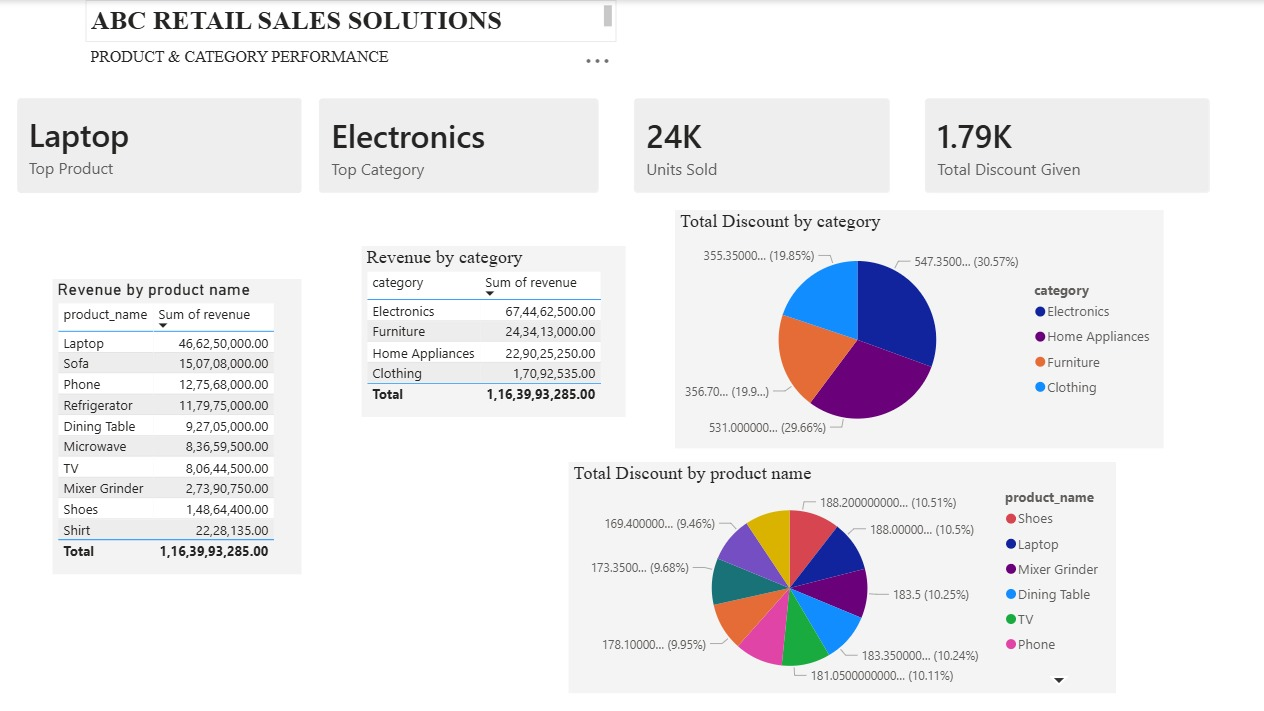 ABC RETAIL SALES SOLUTIONS
PRODUCT & CATEGORY PERFORMANCE
Laptop
Top Product
Electronics
Top Category
24K
Units Sold
1.79K
Total Discount Given
Revenue by product name
product_name Sum of revenue
Laptop 46,62,50,000.00
Sofa 15,07,08,000.00
Phone 12,75,68,000.00
Refrigerator 11,79,75,000.00
Dining Table 9,27,05,000.00
Microwave 8,36,59,500.00
TV 8,06,44,500.00
Mixer Grinder 2,73,90,750.00
Shoes 1,48,64,400.00
Shirt 22,28,135.00
Total 1,16,39,93,285.00
Revenue by category
category Sum of revenue
Electronics 67,44,62,500.00
Furniture 24,34,13,000.00
Home Appliances 22,90,25,250.00
Clothing 1,70,92,535.00
Total 1,16,39,93,285.00
Total Discount by category
355.35000... (19.85%)
547.3500... (30.57%)
356.70... (19.9...)
531.000000... (29.66%)
category
Electronics
Home Appliances
Furniture
Clothing
Total Discount by product name
188.200000000... (10.51%)
169.400000... (9.46%)
188.00000... (10.5%)
173.3500... (9.68%)
183.5 (10.25%)
178.10000... (9.95%)
183.350000... (10.24%)
181.0500000000... (10.11%)
product_name
Shoes
Laptop
Mixer Grinder
Dining Table
TV
Phone